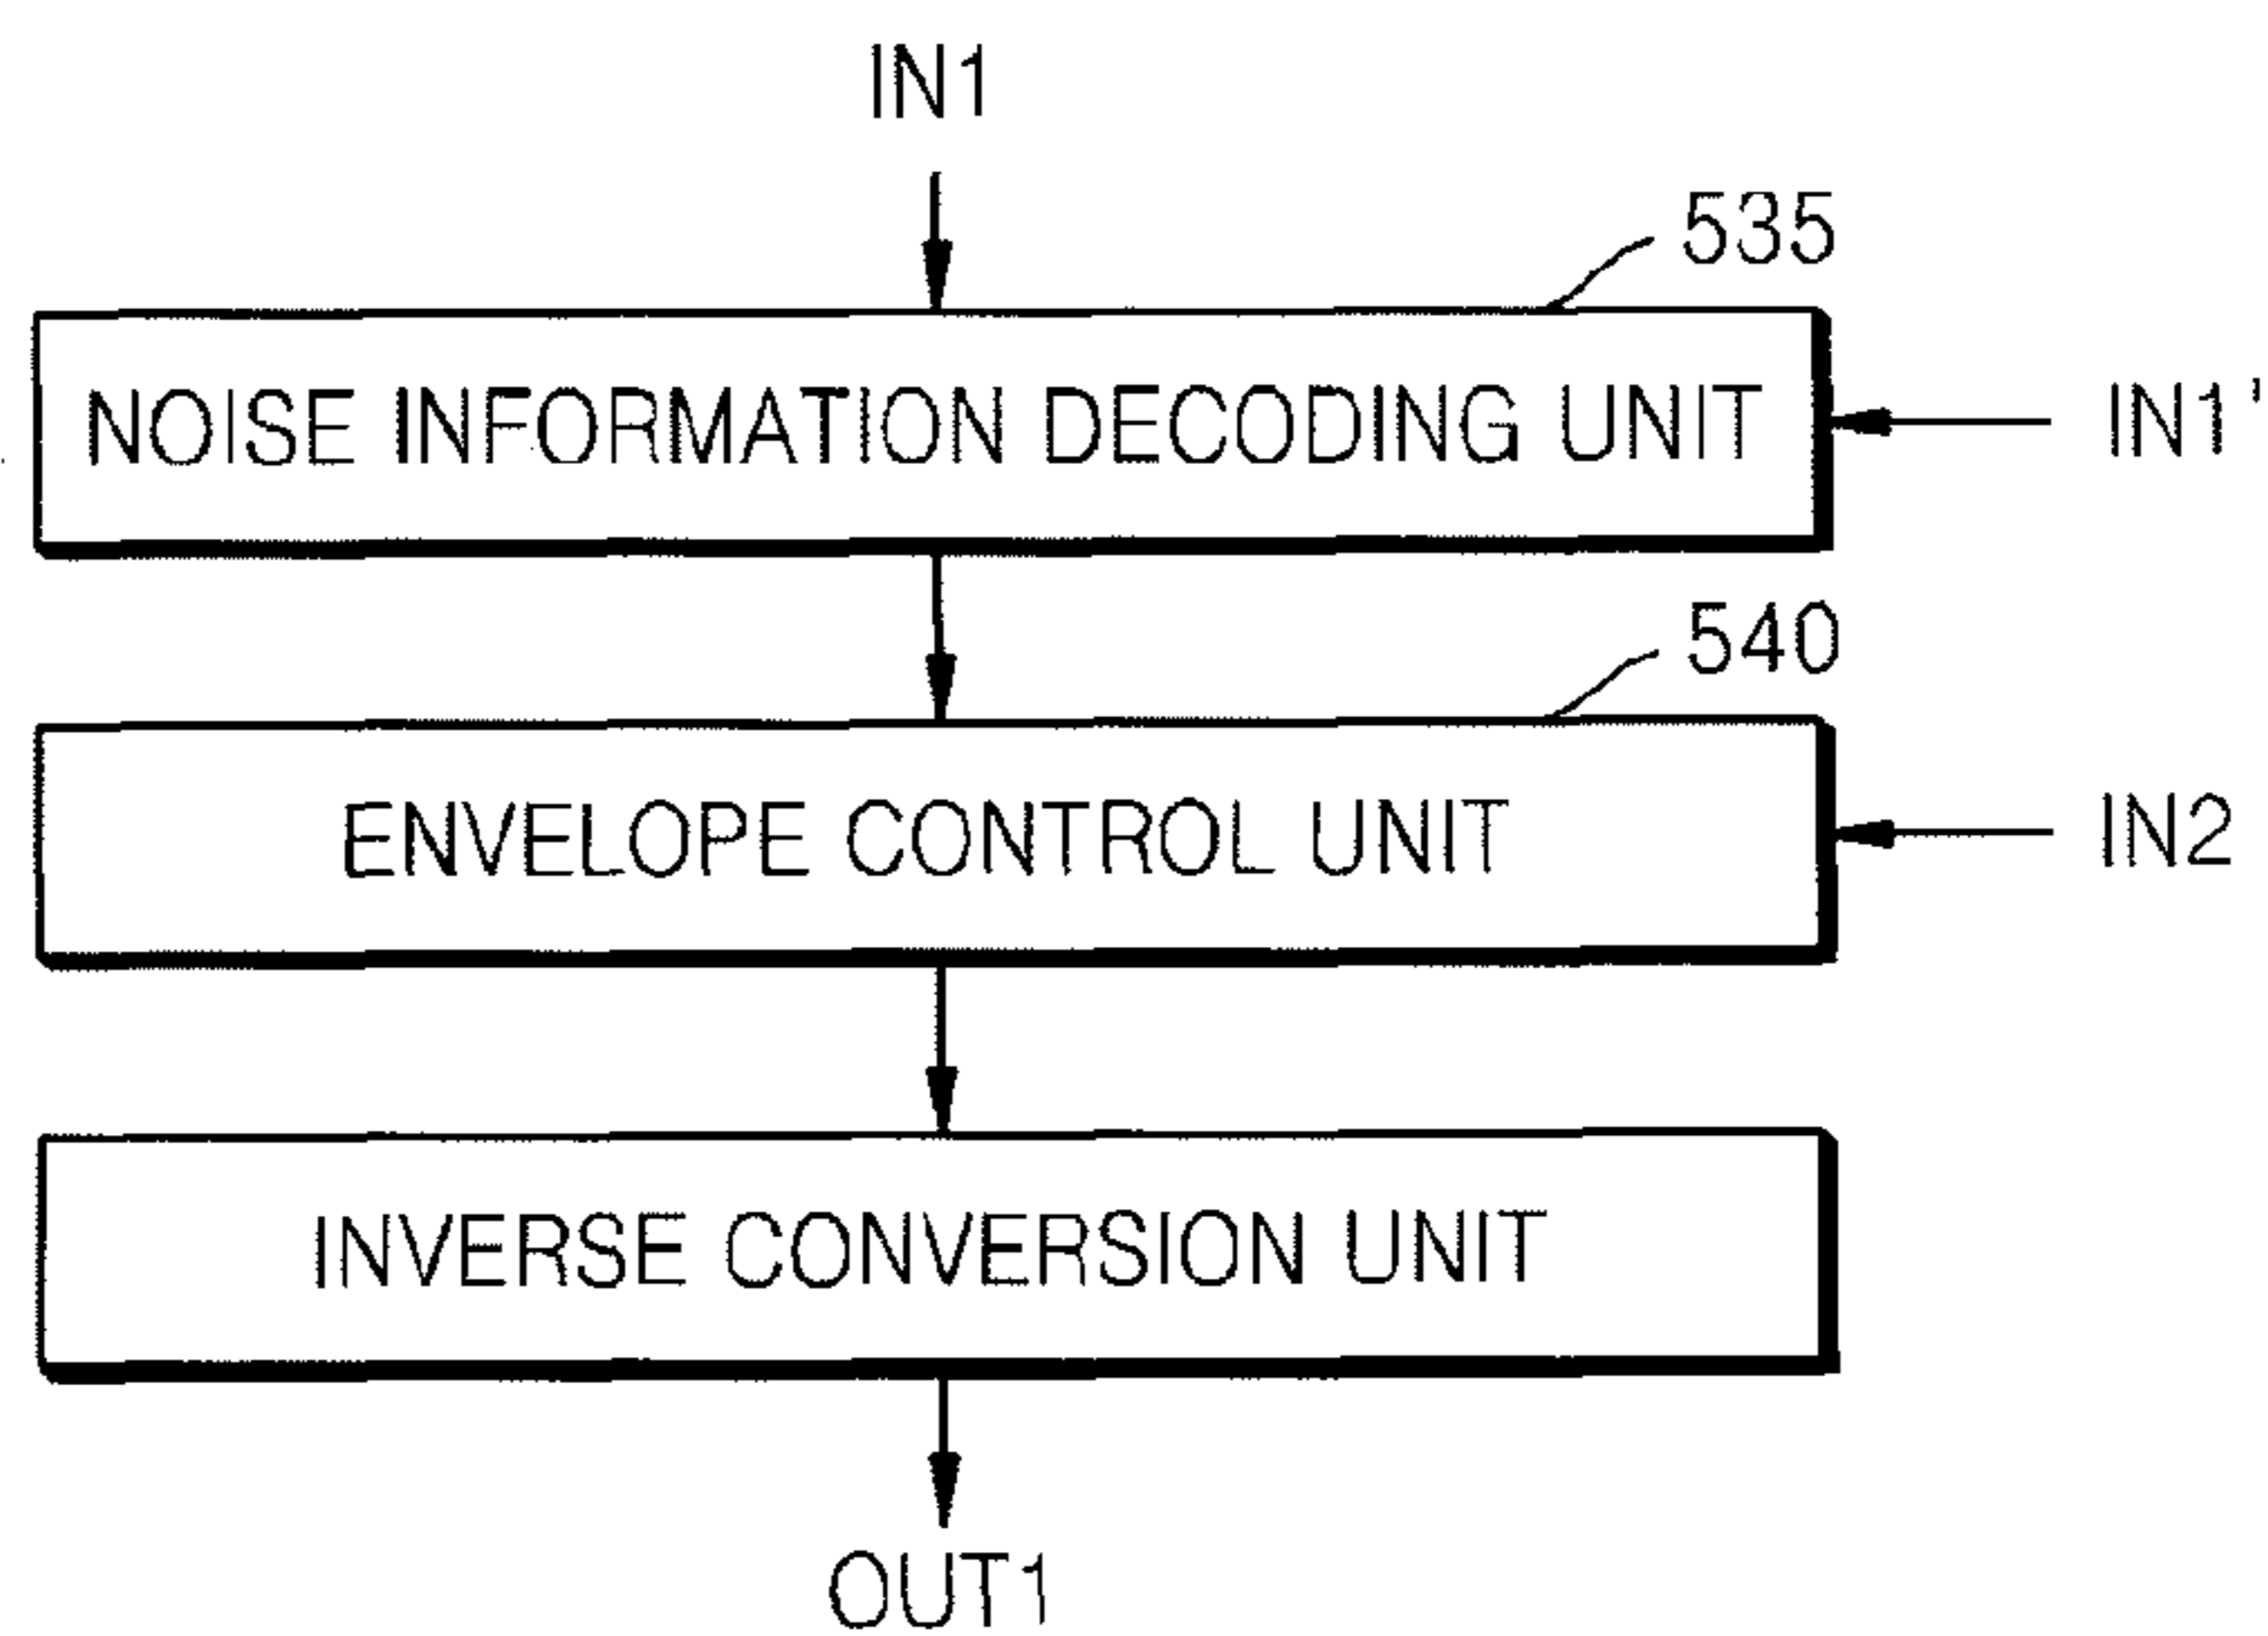 IN1
535
NOISE INFORMATION DECODING UNIT
IN1'
540
ENVELOPE CONTROL UNIT
IN2
INVERSE CONVERSION UNIT
OUT1